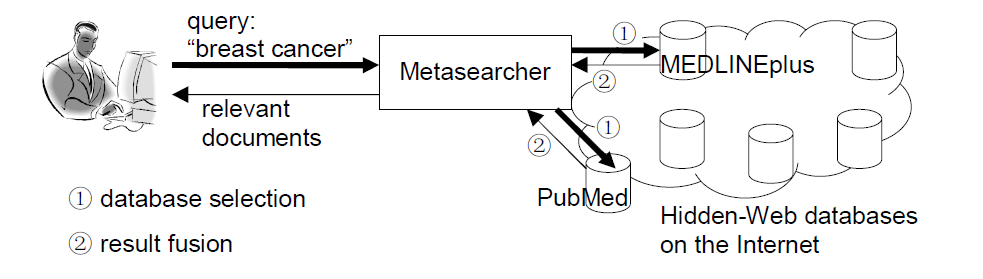 query:
“breast cancer”
Metasearcher
relevant
documents
①
②
MEDLINEplus
①
②
PubMed
① database selection
② result fusion
Hidden-Web databases
on the Internet